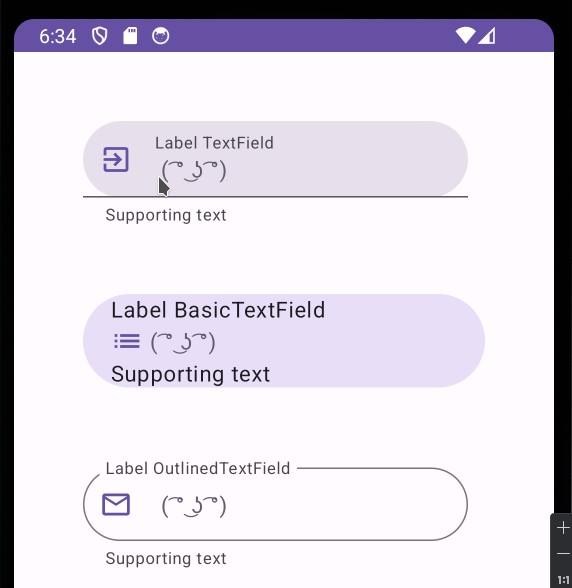 6:34
Label TextField
( ͡° ͜ʖ ͡°)
Supporting text
Label BasicTextField
( ͡° ͜ʖ ͡°)
Supporting text
Label OutlinedTextField
( ͡° ͜ʖ ͡°)
Supporting text
1:1